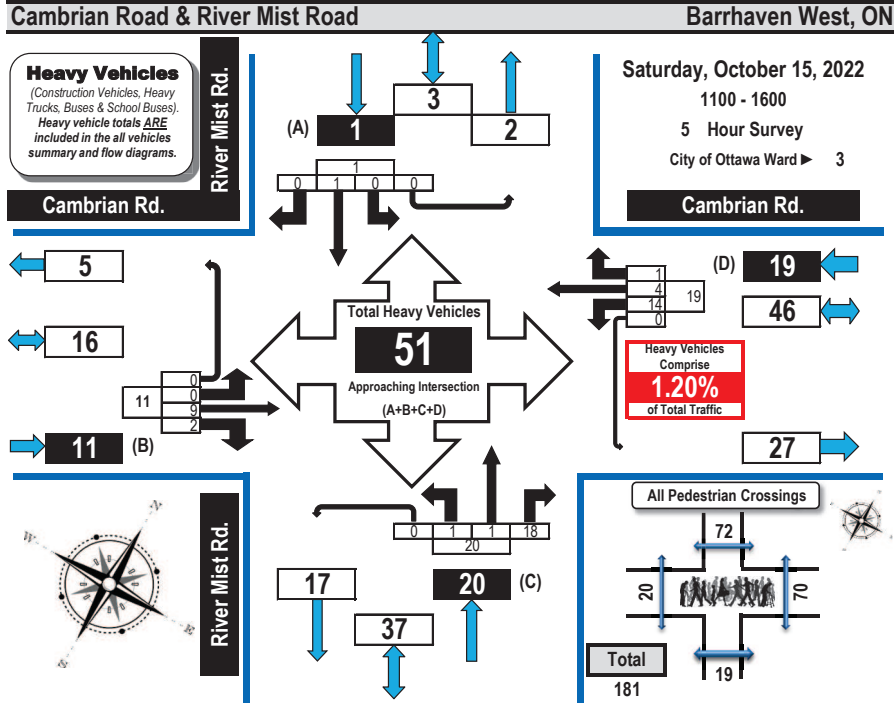 Cambrian Road & River Mist Road Barrhaven West, ON
Heavy Vehicles
(Construction Vehicles, Heavy
Trucks, Buses & School Buses).
Heavy vehicle totals ARE
included in the all vehicles
summary and flow diagrams.
River Mist Rd.
Cambrian Rd.
3
(A) 1 2
1
0 1 0 0
Saturday, October 15, 2022
1100 - 1600
5 Hour Survey
City of Ottawa Ward ► 3
Cambrian Rd.
5
16
0
0
11 9
2
11 (B)
Total Heavy Vehicles
51
Approaching Intersection
(A+B+C+D)
(D) 19
1
4
19
14
0
46
Heavy Vehicles
Comprise
1.20%
of Total Traffic
27
N
W
E
S
River Mist Rd.
0 1 1 18
20
17 20 (C)
37
All Pedestrian Crossings
72
20
70
19
Total
181